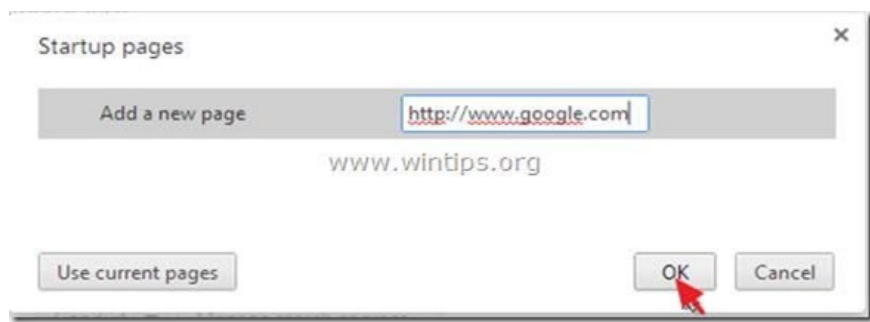 Startup pages
×
Add a new page http://www.google.com
www.wintips.org
Use current pages OK Cancel